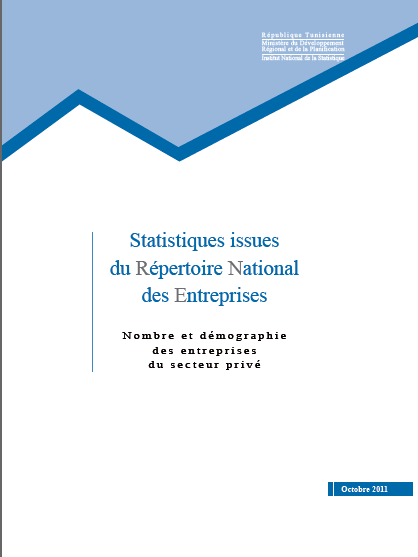 République Tunisienne
Ministère du Développement
Régional et de la Planification
Institut National de la Statistique
Statistiques issues
du Répertoire National
des Entreprises
Nombre et démographie
des entreprises
du secteur privé
Octobre 2011